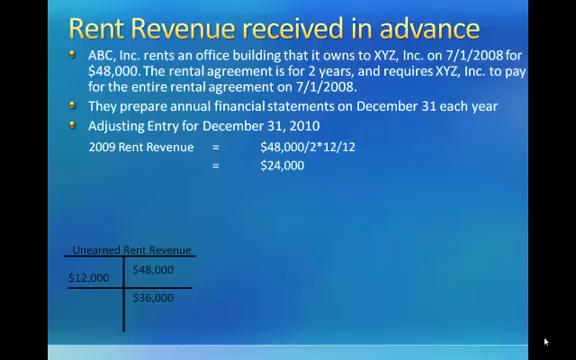 Rent Revenue received in advance
ABC, Inc. rents an office building that it owns to XYZ, Inc. on 7/1/2008 for
$48,000. The rental agreement is for 2 years, and requires XYZ, Inc. to pay
for the entire rental agreement on 7/1/2008.
They prepare annual financial statements on December 31 each year
Adjusting Entry for December 31, 2010
2009 Rent Revenue = $48,000/2*12/12
= $24,000
Unearned Rent Revenue
$48,000
$12,000
$36,000